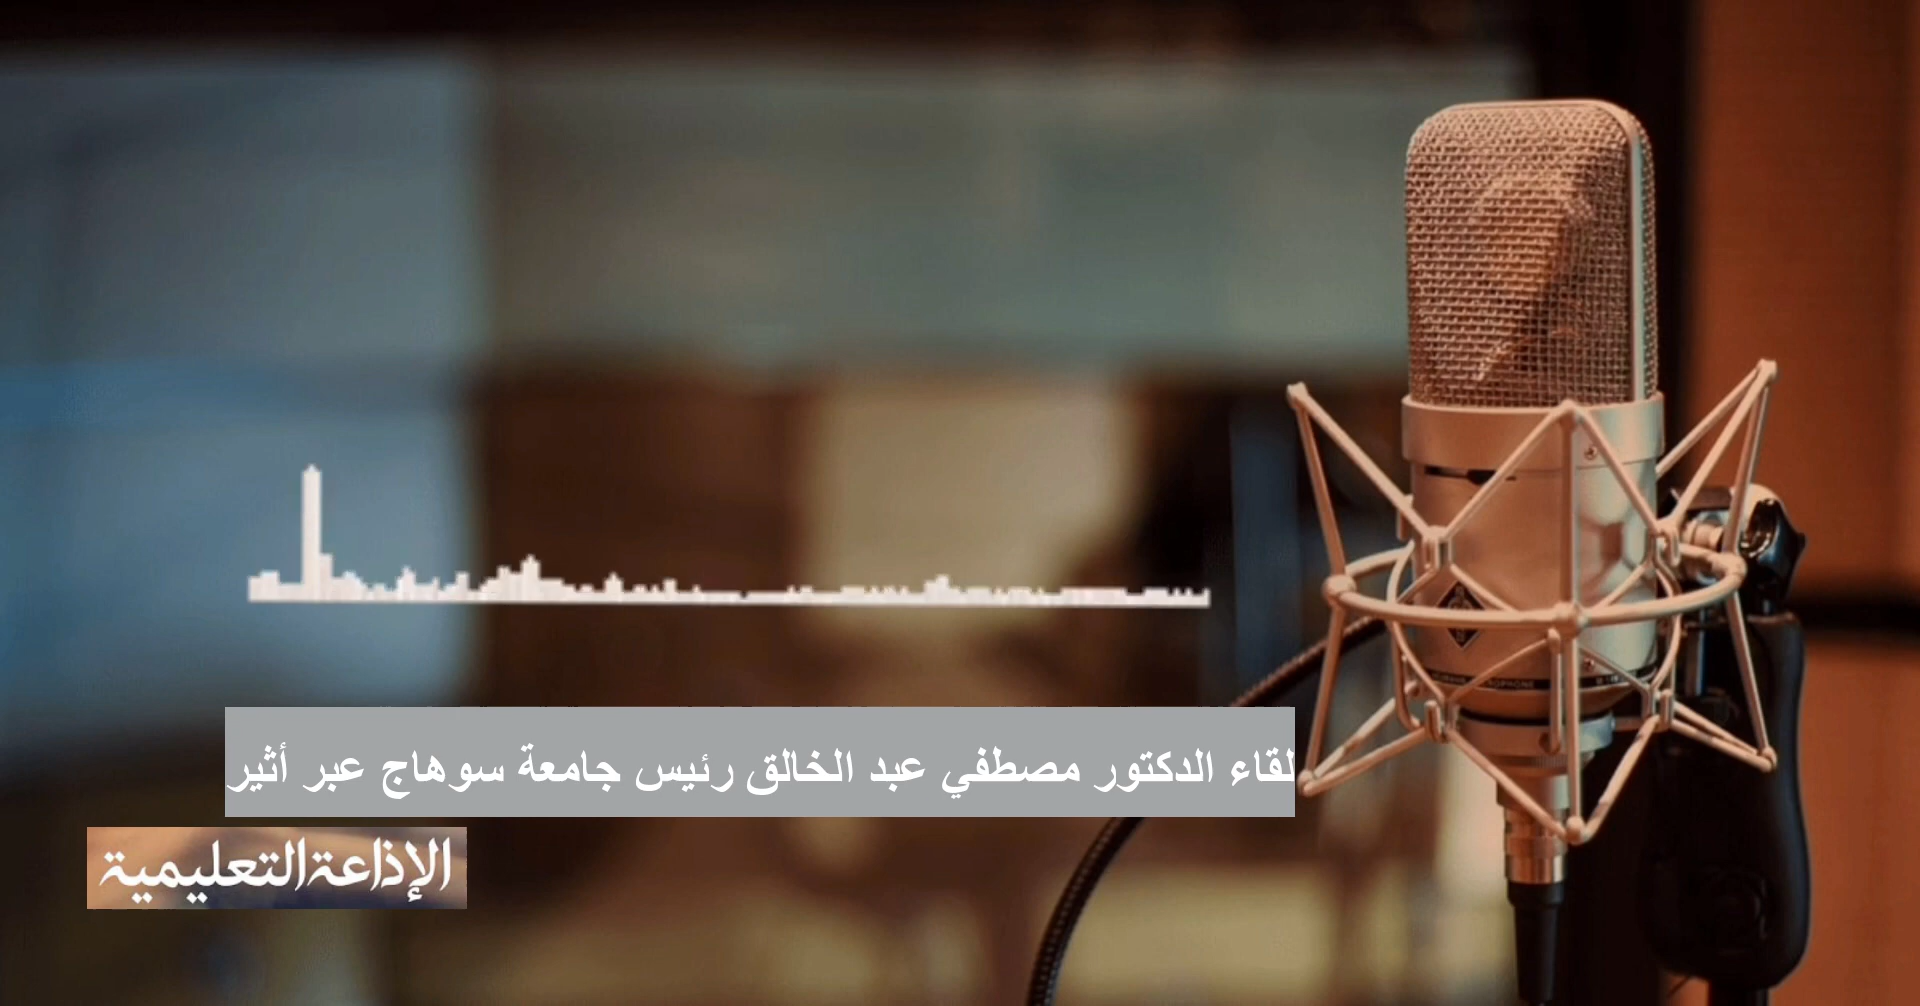 لقاء الدكتور مصطفي عبد الخالق رئيس جامعة سوهاج عبر أثير
الإذاعة التعليمية